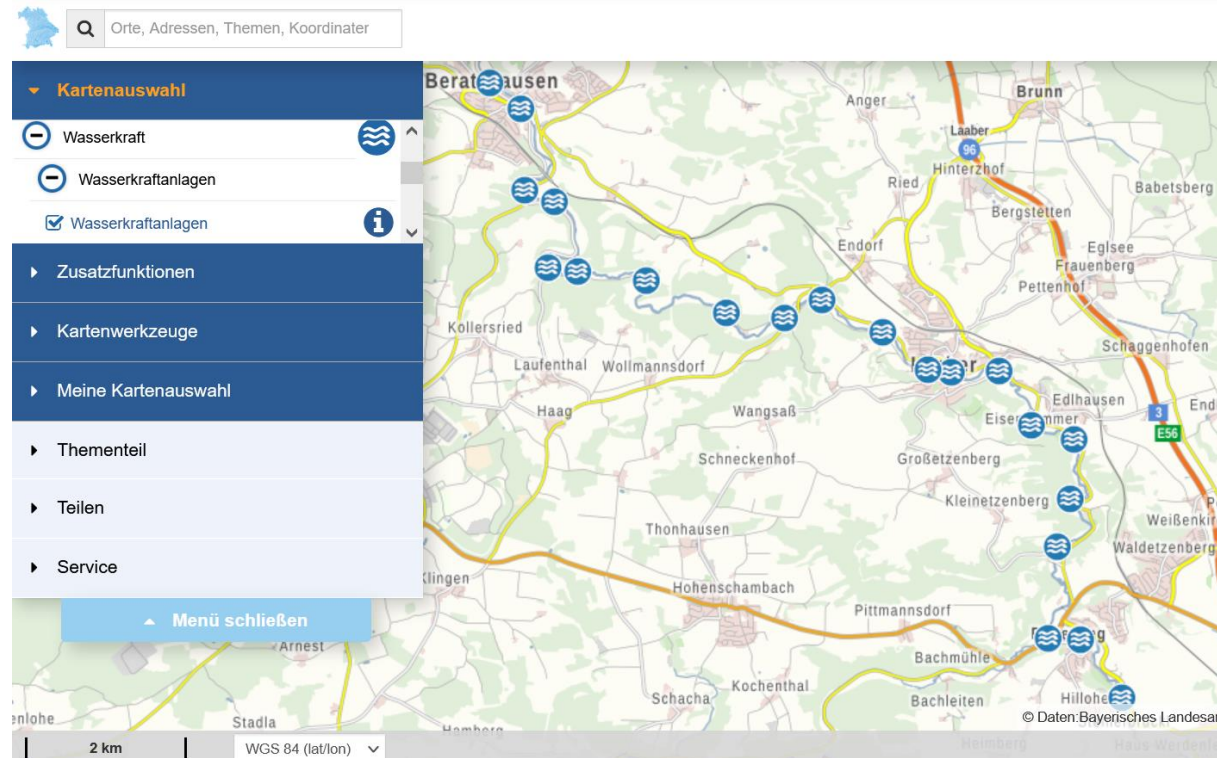 Orte, Adressen, Themen, Koordinater
Kartenauswahl
Wasserkraft
Wasserkraftanlagen
Wasserkraftanlagen
Zusatzfunktionen
Kartenwerkzeuge
Meine Kartenauswahl
Thementeil
Teilen
Service
Menü schließen
Anger
Brunn
Laaber
96
Hinterzhof
Ried
Babetsberg
Bergstetten
Endorf
Eglsee
Frauenberg
Pettenhof
Kollersried
Schaggenhofen
Laufenthal
Wollmannsdorf
Edlhausen
Haag
Wangsaß
3
E56
Schneckenhof
Großetzenberg
Kleinetzenberg
Thonhausen
Waldetzenberg
Hohenschambach
Pittmannsdorf
Arnest
Bachmühle
Kochenthal
Schacha
Bachleiten
Stadla
© Daten:Bayerisches Landesa
2 km
WGS 84 (lat/lon)
Heimberg